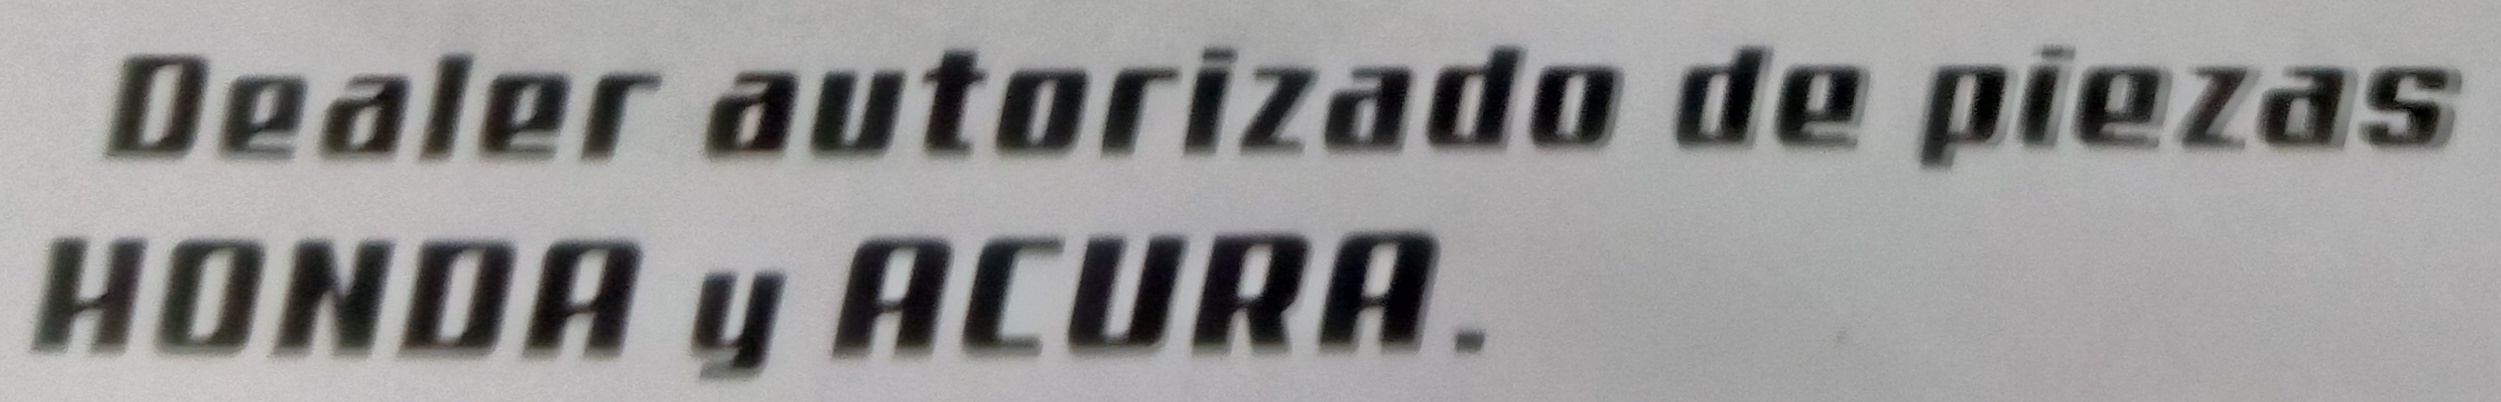 Dealer autorizado de piezas
HONDA y ACURA.